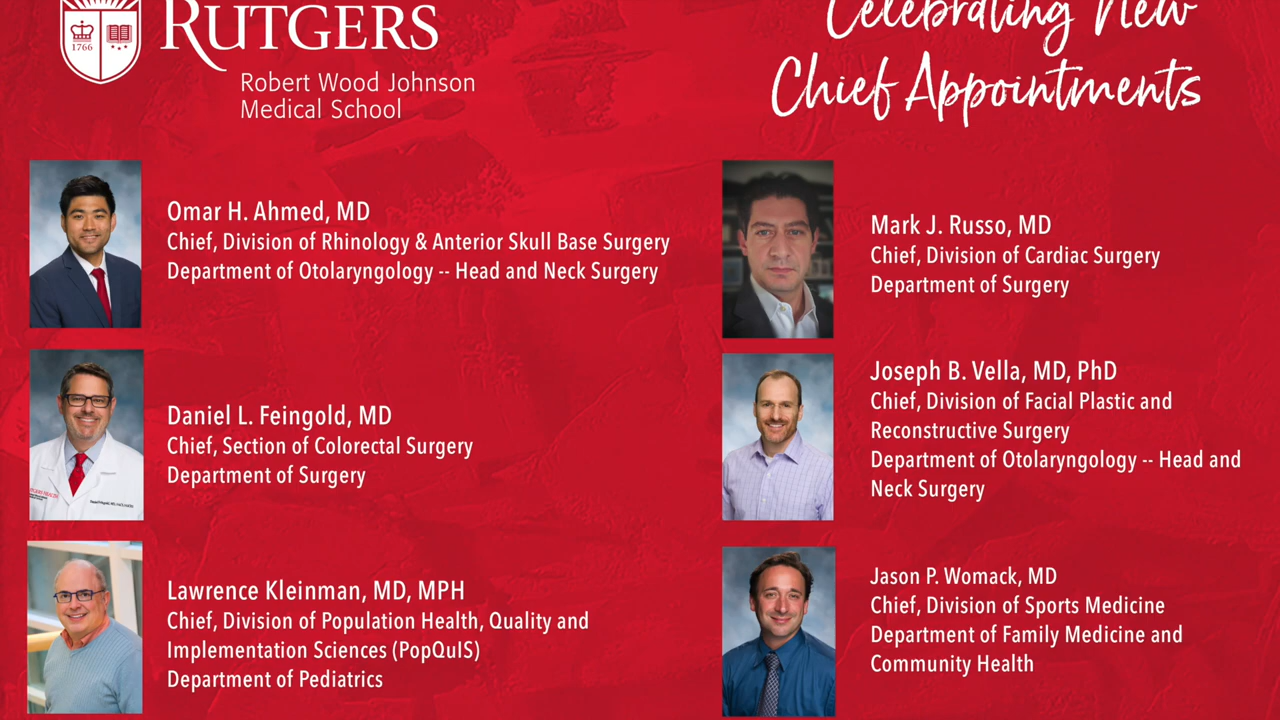 1766
RUTGERS
Robert Wood Johnson
Medical School
Celebrating New
Chief Appointments
Omar H. Ahmed, MD
Chief, Division of Rhinology & Anterior Skull Base Surgery
Department of Otolaryngology -- Head and Neck Surgery
Daniel L. Feingold, MD
Chief, Section of Colorectal Surgery
Department of Surgery
Lawrence Kleinman, MD, MPH
Chief, Division of Population Health, Quality and
Implementation Sciences (PopQuIS)
Department of Pediatrics
Mark J. Russo, MD
Chief, Division of Cardiac Surgery
Department of Surgery
Joseph B. Vella, MD, PhD
Chief, Division of Facial Plastic and
Reconstructive Surgery
Department of Otolaryngology -- Head and
Neck Surgery
Jason P. Womack, MD
Chief, Division of Sports Medicine
Department of Family Medicine and
Community Health